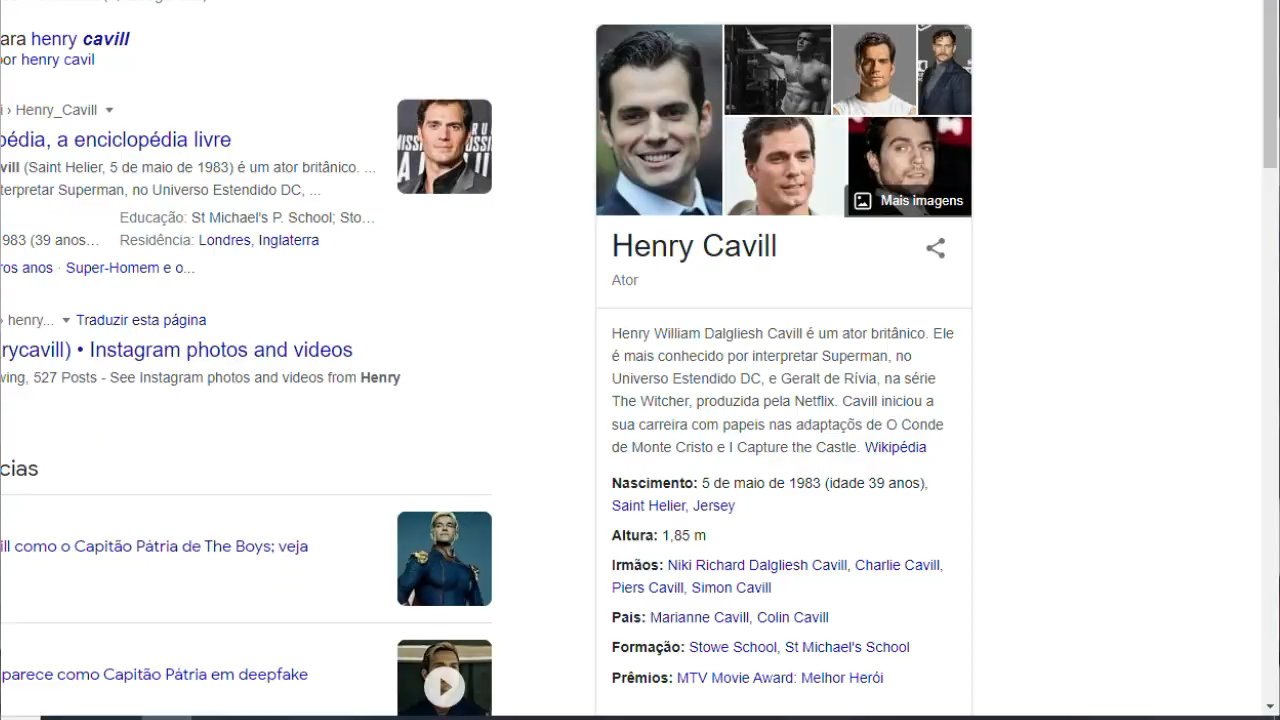 ara henry cavill
or henry cavil
i › Henry_Cavill
pédia, a enciclopédia livre
vill (Saint Helier, 5 de maio de 1983) é um ator britânico. ...
terpretar Superman, no Universo Estendido DC, ...
Educação: St Michael's P. School; Sto...
983 (39 anos... Residência: Londres, Inglaterra
ros anos · Super-Homem e o...
› henry... Traduzir esta página
rycavill) • Instagram photos and videos
wing, 527 Posts - See Instagram photos and videos from Henry
cias
ill como o Capitão Pátria de The Boys; veja
parece como Capitão Pátria em deepfake
Mais imagens
Henry Cavill
Ator
Henry William Dalgliesh Cavill é um ator britânico. Ele
é mais conhecido por interpretar Superman, no
Universo Estendido DC, e Geralt de Rívia, na série
The Witcher, produzida pela Netflix. Cavill iniciou a
sua carreira com papeis nas adaptaçõs de O Conde
de Monte Cristo e I Capture the Castle. Wikipédia
Nascimento: 5 de maio de 1983 (idade 39 anos),
Saint Helier, Jersey
Altura: 1,85 m
Irmãos: Niki Richard Dalgliesh Cavill, Charlie Cavill,
Piers Cavill, Simon Cavill
Pais: Marianne Cavill, Colin Cavill
Formação: Stowe School, St Michael's School
Prêmios: MTV Movie Award: Melhor Herói